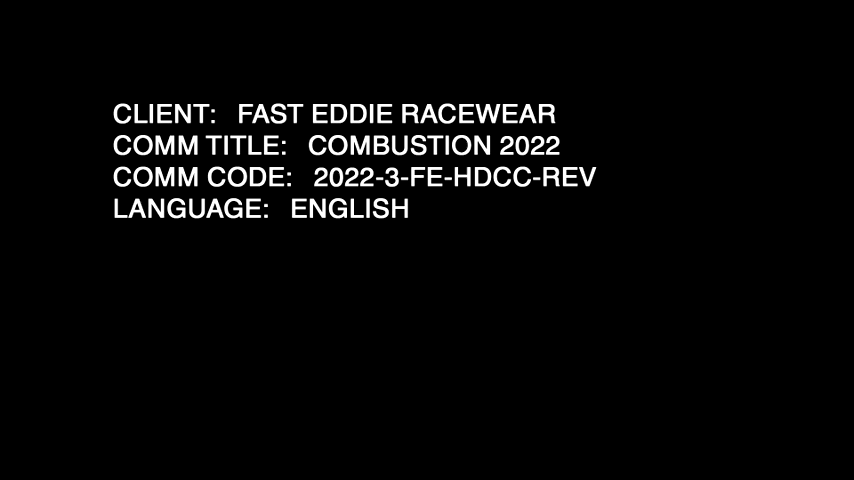 CLIENT: FAST EDDIE RACEWEAR
COMM TITLE: COMBUSTION 2022
COMM CODE: 2022-3-FE-HDCC-REV
LANGUAGE: ENGLISH